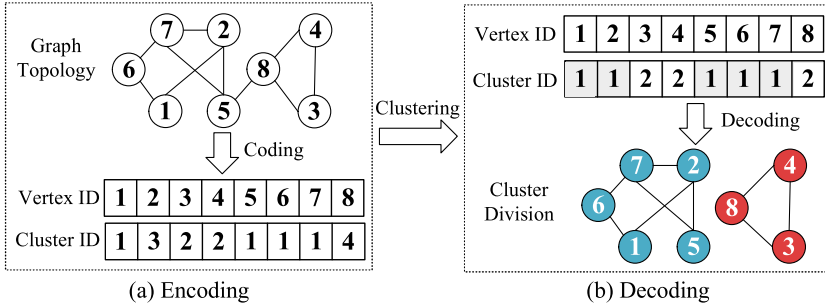 Graph
Topology
7 2 4
6 8
1 5 3
Coding
Vertex ID 1 2 3 4 5 6 7 8
Cluster ID 1 3 2 2 1 1 1 4
(a) Encoding
Clustering
Vertex ID 1 2 3 4 5 6 7 8
Cluster ID 1 1 2 2 1 1 1 2
Decoding
Cluster
Division
7 2 4
6 8
1 5 3
(b) Decoding